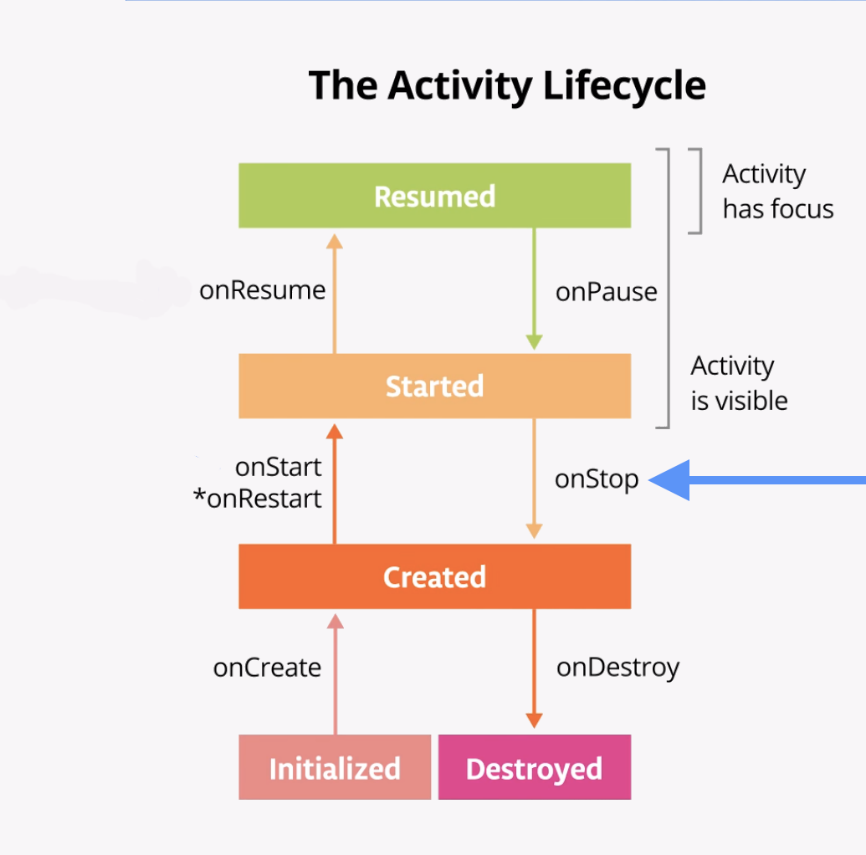 The Activity Lifecycle
Resumed
Activity
has focus
onResume
onPause
Started
Activity
is visible
onStart
*onRestart
onStop
Created
onCreate
onDestroy
Initialized
Destroyed